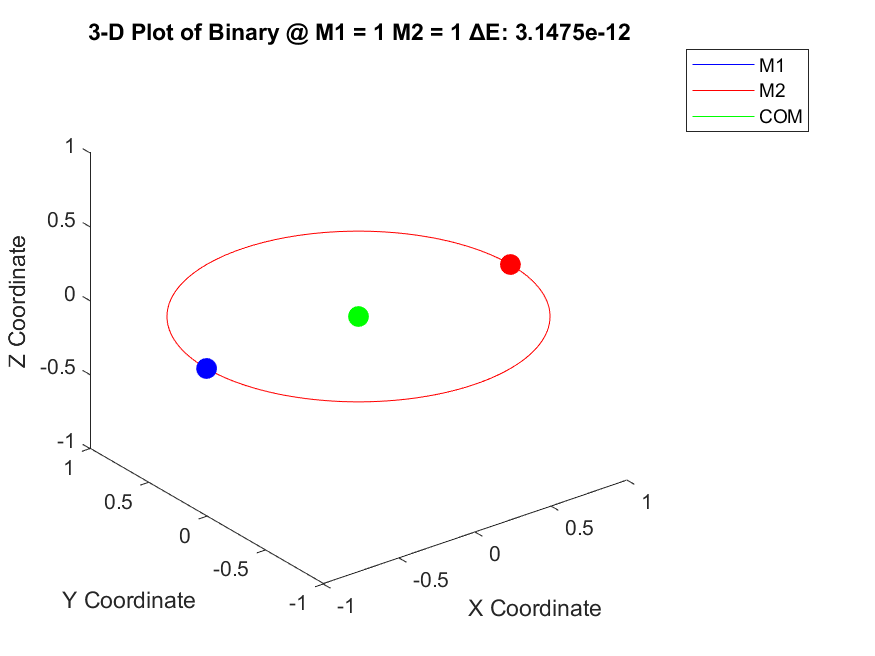 3-D Plot of Binary @ M1 = 1 M2 = 1 ΔE: 3.1475e-12
M1
M2
COM
1
0.5
0
-0.5
-1
Z Coordinate
1
0.5
0
-0.5
-1
Y Coordinate
-1
-0.5
0
0.5
1
X Coordinate